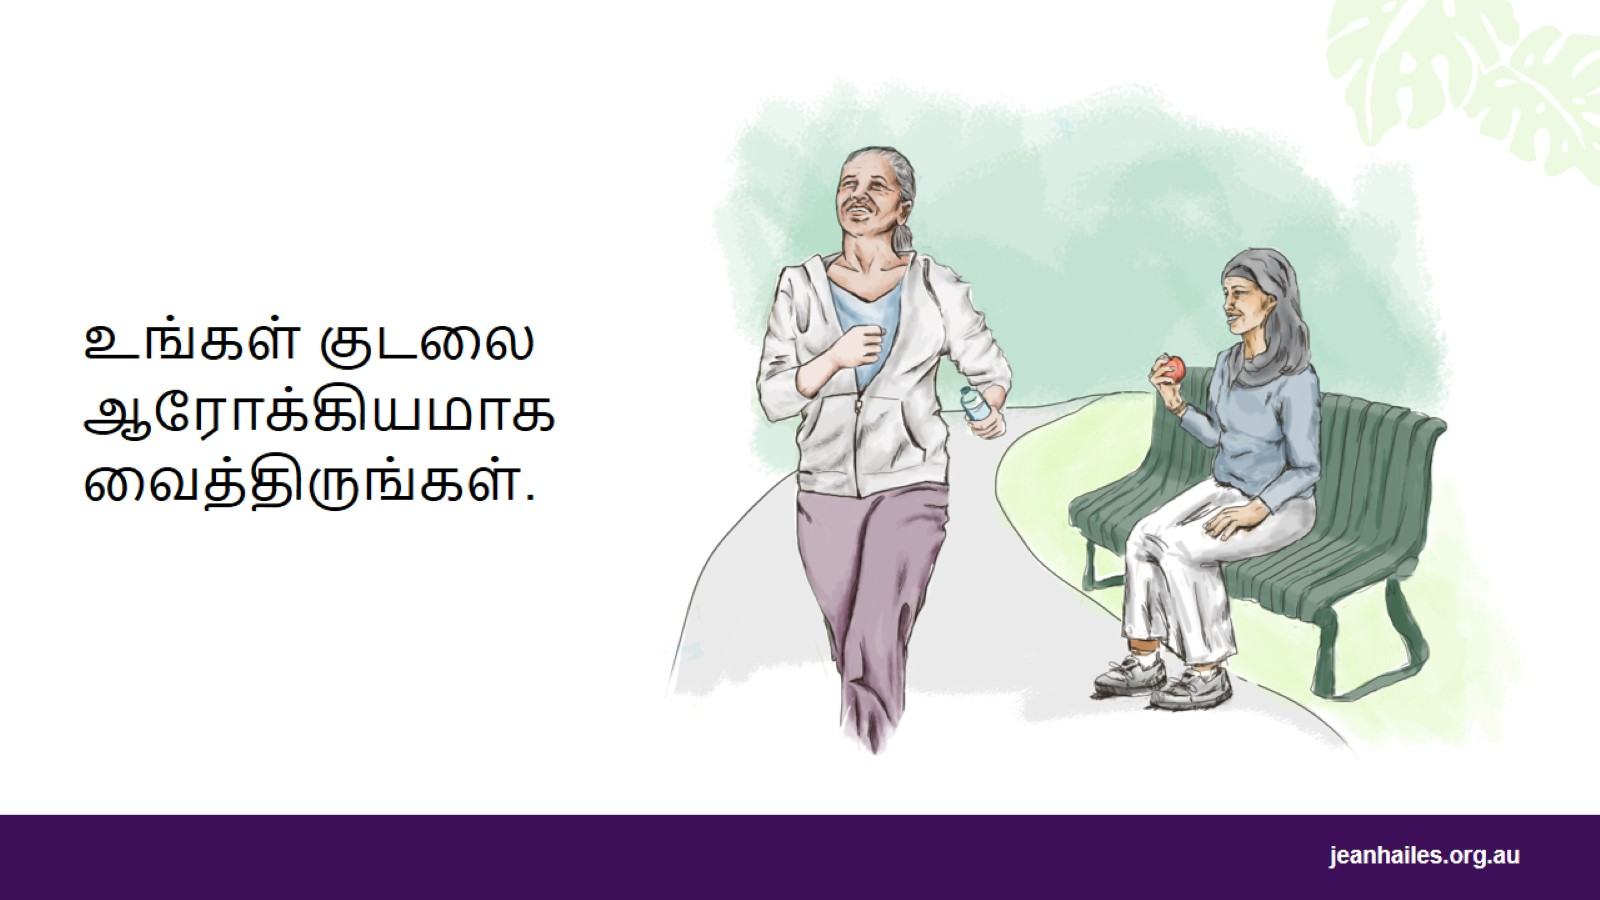 உங்கள் குடலை
ஆரோக்கியமாக
வைத்திருங்கள்.
jeanhailes.org.au